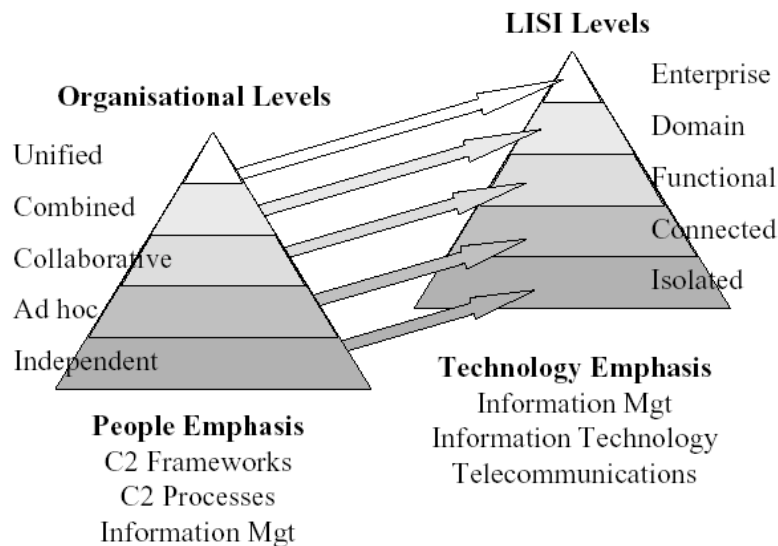 LISI Levels
Enterprise
Domain
Functional
Connected
Isolated
Organisational Levels
Unified
Combined
Collaborative
Ad hoc
Independent
People Emphasis
C2 Frameworks
C2 Processes
Information Mgt
Technology Emphasis
Information Mgt
Information Technology
Telecommunications